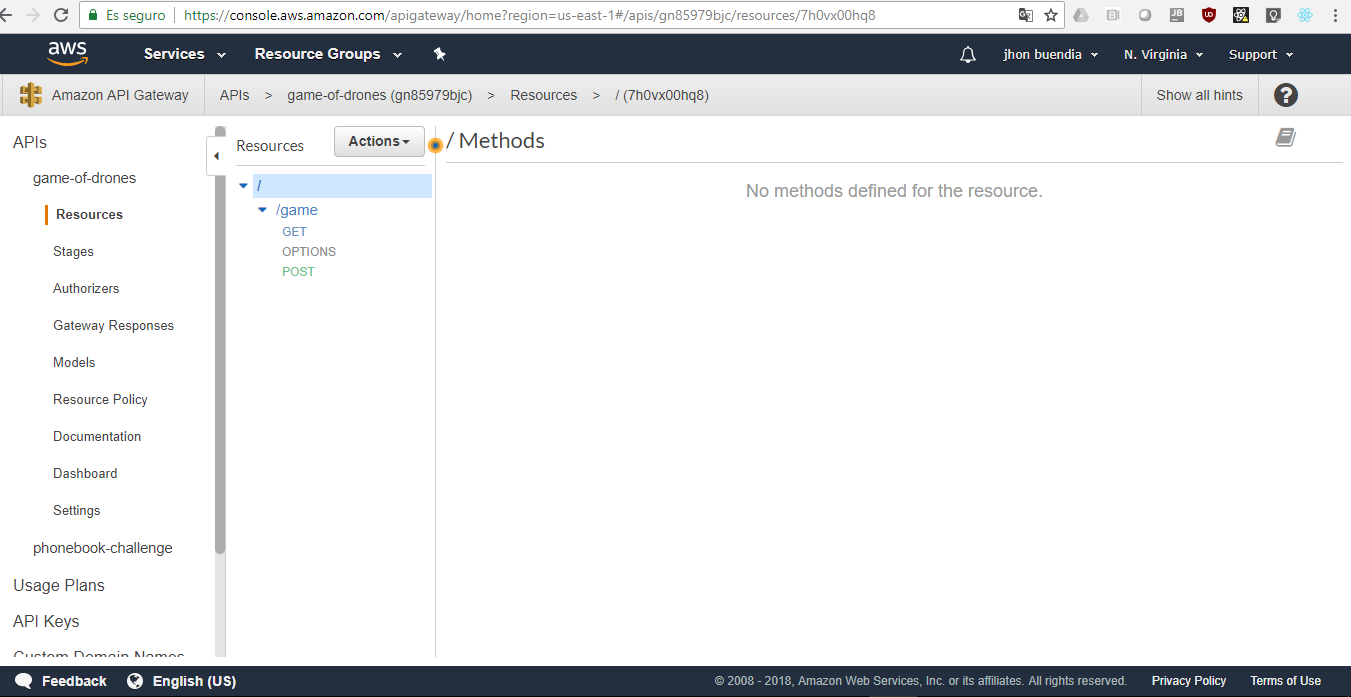 Es seguro https://console.aws.amazon.com/apigateway/home?region=us-east-1#/apis/gn85979bjc/resources/7h0vx00hq8
aws Services Resource Groups jhon buendia N. Virginia Support
Amazon API Gateway APIs > game-of-drones (gn85979bjc) > Resources > / (7h0vx00hq8) Show all hints ?
APIs
game-of-drones
Resources
Stages
Authorizers
Gateway Responses
Models
Resource Policy
Documentation
Dashboard
Settings
phonebook-challenge
Usage Plans
API Keys
Custom Domain Names
Resources Actions
/
/game
GET
OPTIONS
POST
/ Methods
No methods defined for the resource.
Feedback English (US) © 2008 - 2018, Amazon Web Services, Inc. or its affiliates. All rights reserved. Privacy Policy Terms of Use